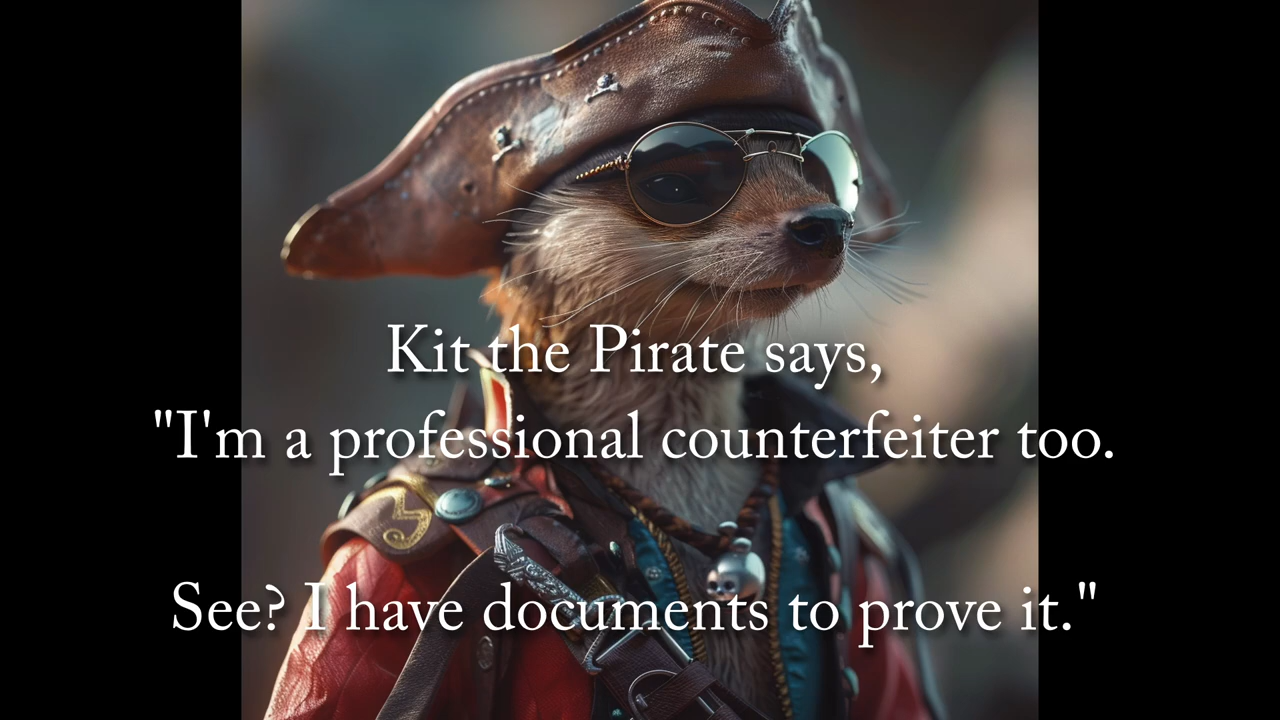 Kit the Pirate says,
"I'm a professional counterfeiter too.
See? I have documents to prove it."